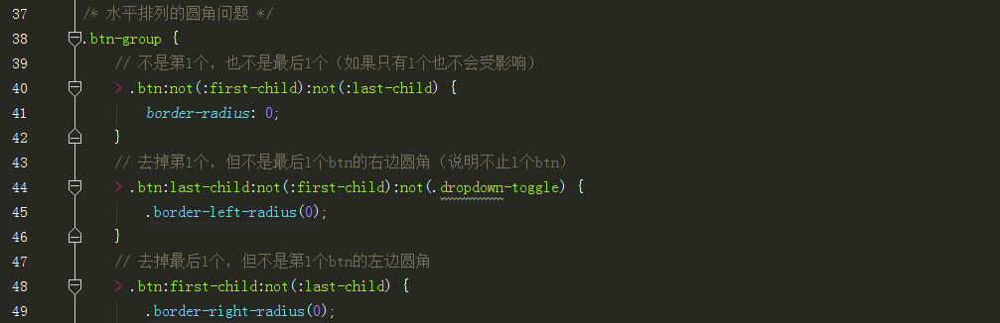 37 /* 水平排列的圆角问题 */
38 .btn-group {
39 // 不是第1个，也不是最后1个（如果只有1个也不会受影响）
40 > .btn:not(:first-child):not(:last-child) {
41 border-radius: 0;
42 }
43 // 去掉第1个，但不是最后1个btn的右边圆角（说明不止1个btn）
44 > .btn:last-child:not(:first-child):not(.dropdown-toggle) {
45 .border-left-radius(0);
46 }
47 // 去掉最后1个，但不是第1个btn的左边圆角
48 > .btn:first-child:not(:last-child) {
49 .border-right-radius(0);